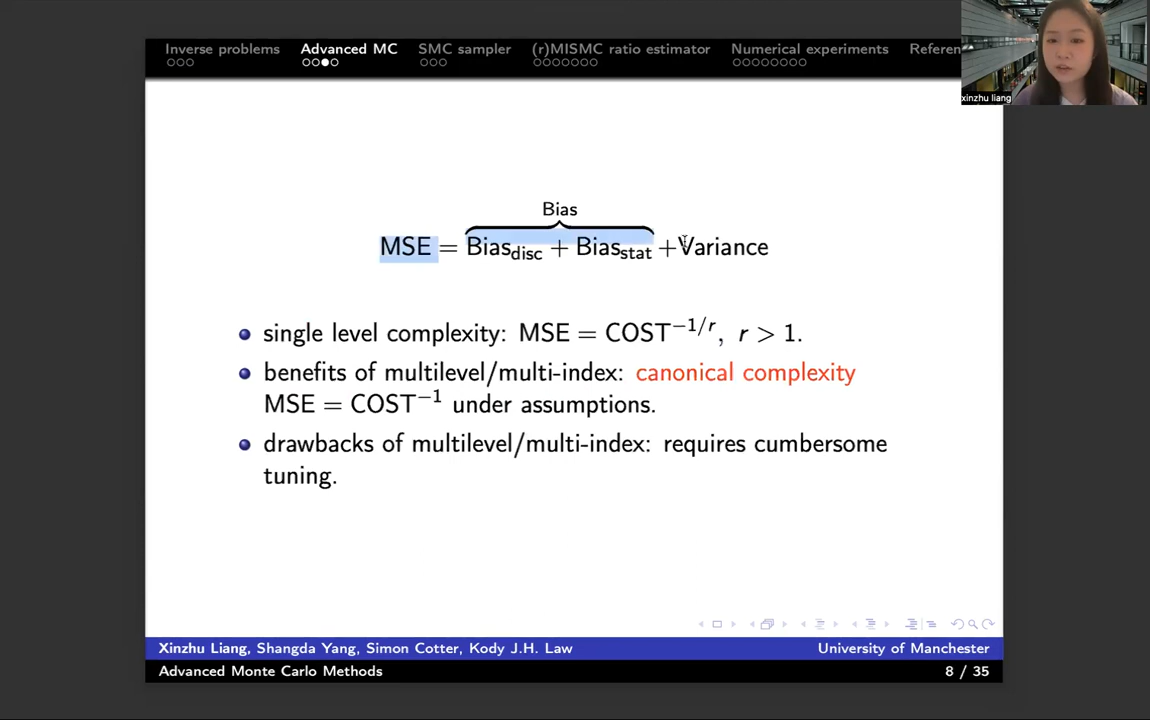 Inverse problems Advanced MC SMC sampler (r)MISMC ratio estimator Numerical experiments Referen
xinzhu liang
Bias
MSE = Bias_disc + Bias_stat + Variance
single level complexity: MSE = COST^{-1/r}, r > 1.
benefits of multilevel/multi-index: canonical complexity
MSE = COST^{-1} under assumptions.
drawbacks of multilevel/multi-index: requires cumbersome
tuning.
Xinzhu Liang, Shangda Yang, Simon Cotter, Kody J.H. Law University of Manchester
Advanced Monte Carlo Methods 8 / 35